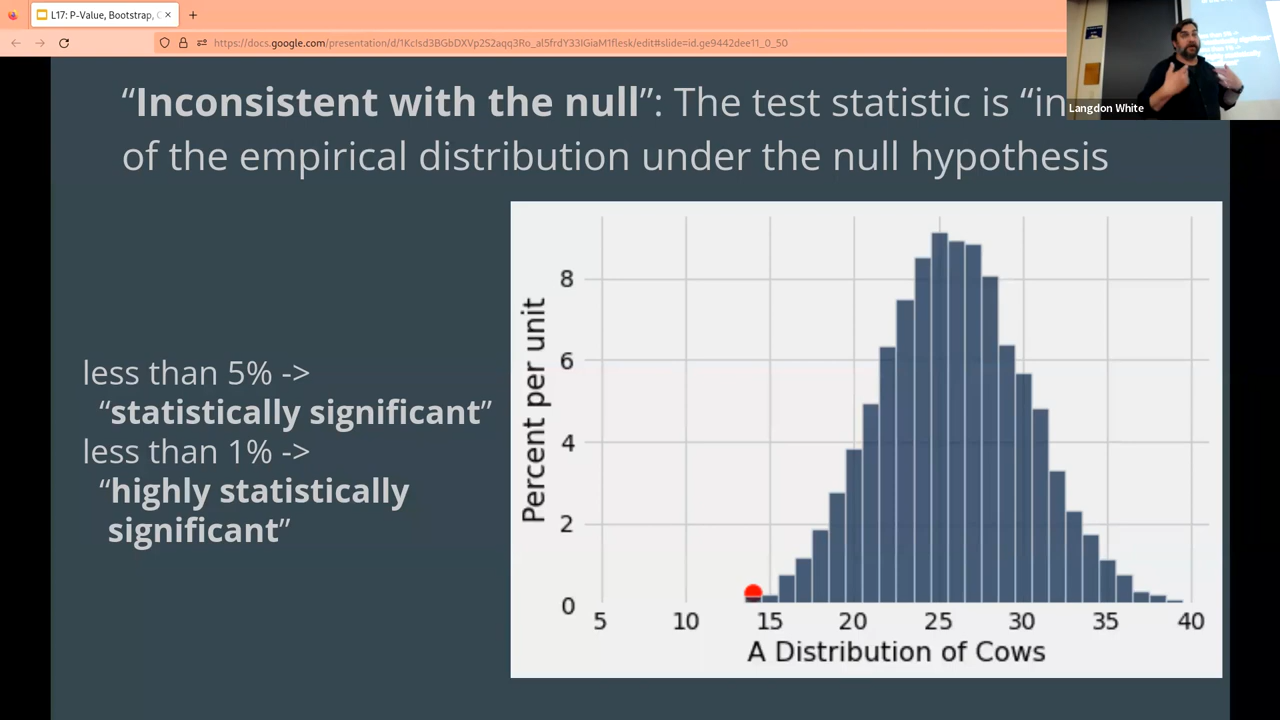 L17: P-Value, Bootstrap,
https://docs.google.com/presentation/d/1KcIsd3BGbDXVp2S2aqq3Ro_al5frdY33IGiaM1flesk/edit#slide=id.ge9442dee11_0_50
Langdon White
“Inconsistent with the null”: The test statistic is “in
of the empirical distribution under the null hypothesis
less than 5% ->
“statistically significant”
less than 1% ->
“highly statistically
significant”
Percent per unit
8
6
4
2
0
5 10 15 20 25 30 35 40
A Distribution of Cows